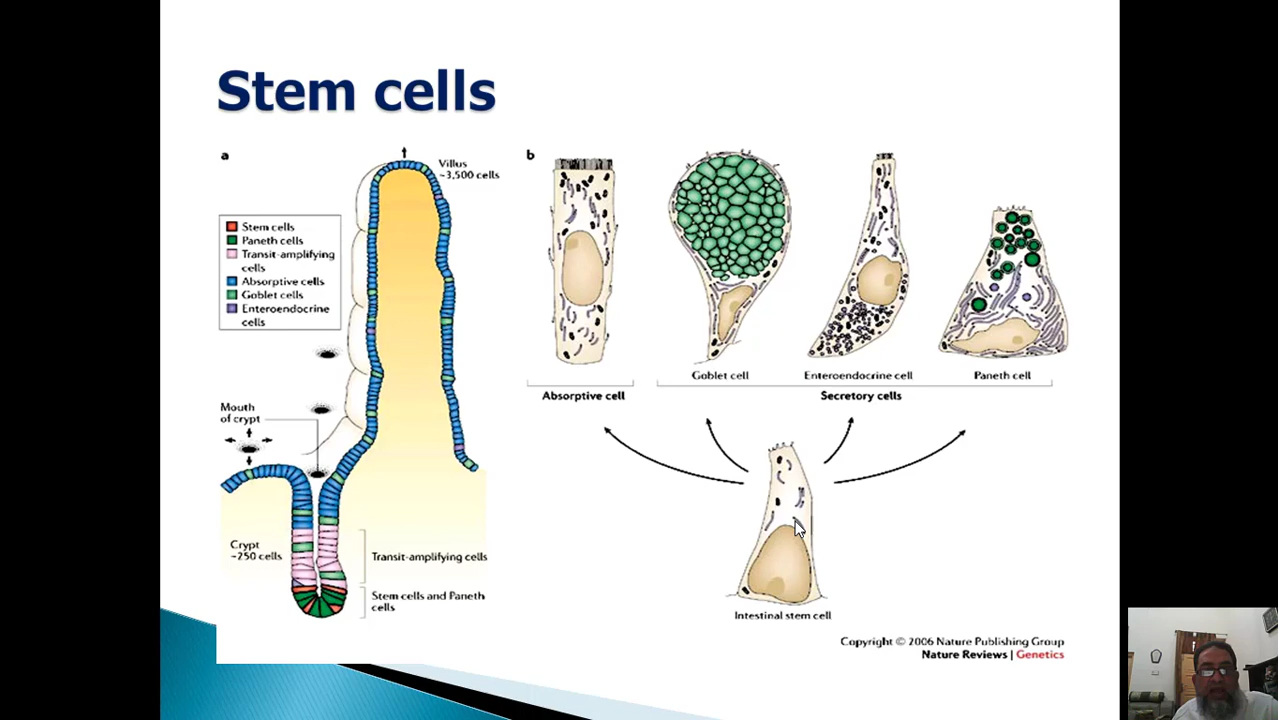 Stem cells
a
Villus
~3,500 cells
Stem cells
Paneth cells
Transit-amplifying
cells
Absorptive cells
Goblet cells
Enteroendocrine
cells
Mouth
of crypt
Crypt
~250 cells
Transit-amplifying cells
Stem cells and Paneth
cells
b
Goblet cell
Enteroendocrine cell
Paneth cell
Absorptive cell
Secretory cells
Intestinal stem cell
Copyright © 2006 Nature Publishing Group
Nature Reviews | Genetics